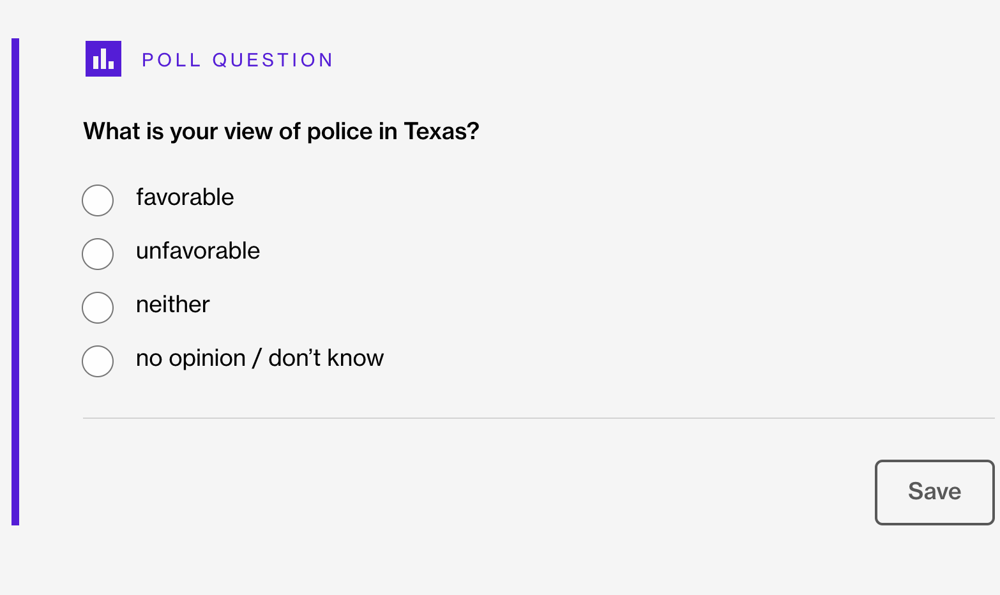 POLL QUESTION
What is your view of police in Texas?
favorable
unfavorable
neither
no opinion / don’t know
Save